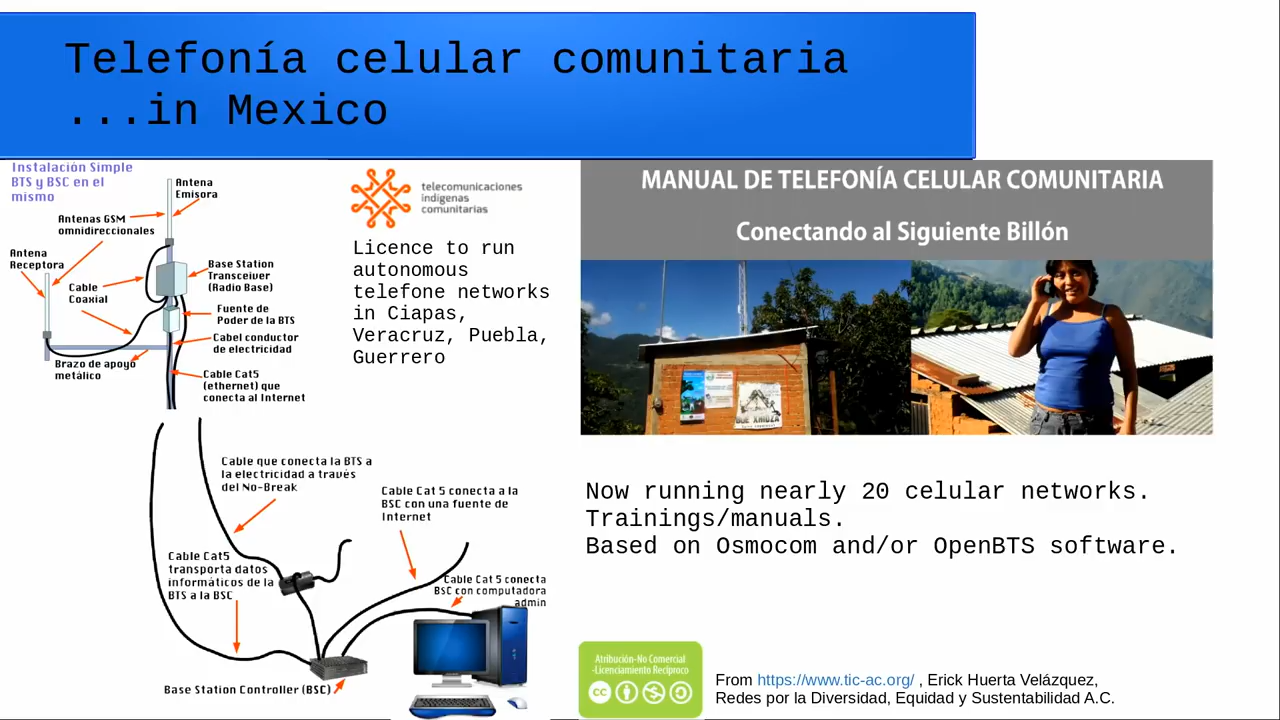 Telefonía celular comunitaria
...in Mexico
Instalación Simple
BTS y BSC en el
mismo
Antena
Emisora
Antenas GSM
omnidireccionales
Antena
Receptora
Cable
Coaxial
Base Station
Transceiver
(Radio Base)
Fuente de
Poder de la BTS
Cabel conductor
de electricidad
Brazo de apoyo
metálico
Cable Cat5
(ethernet) que
conecta al Internet
Cable que conecta la BTS a
la electricidad a través
del No-Break
Cable Cat 5 conecta a la
BSC con una fuente de
Internet
Cable Cat5
transporta datos
informáticos de la
BTS a la BSC
Cable Cat 5 conecta
BSC con computadora
admin
Base Station Controller (BSC)
telecomunicaciones
indígenas
comunitarias
Licence to run
autonomous
telefone networks
in Ciapas,
Veracruz, Puebla,
Guerrero
MANUAL DE TELEFONÍA CELULAR COMUNITARIA
Conectando al Siguiente Billón
Now running nearly 20 celular networks.
Trainings/manuals.
Based on Osmocom and/or OpenBTS software.
Atribución-No Comercial
-Licenciamiento Recíproco
cc
From https://www.tic-ac.org/ , Erick Huerta Velázquez,
Redes por la Diversidad, Equidad y Sustentabilidad A.C.